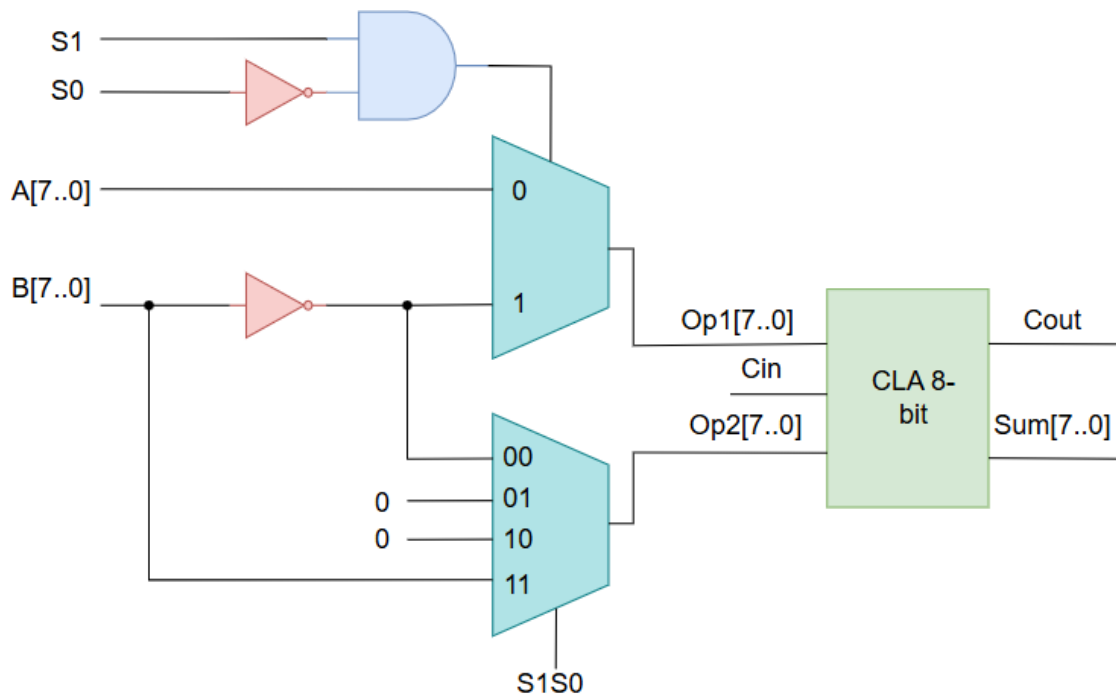 S1
S0
A[7..0]
0
B[7..0]
1
Op1[7..0]
Cout
Cin
CLA 8-
bit
Op2[7..0]
Sum[7..0]
00
0
01
0
10
11
S1S0